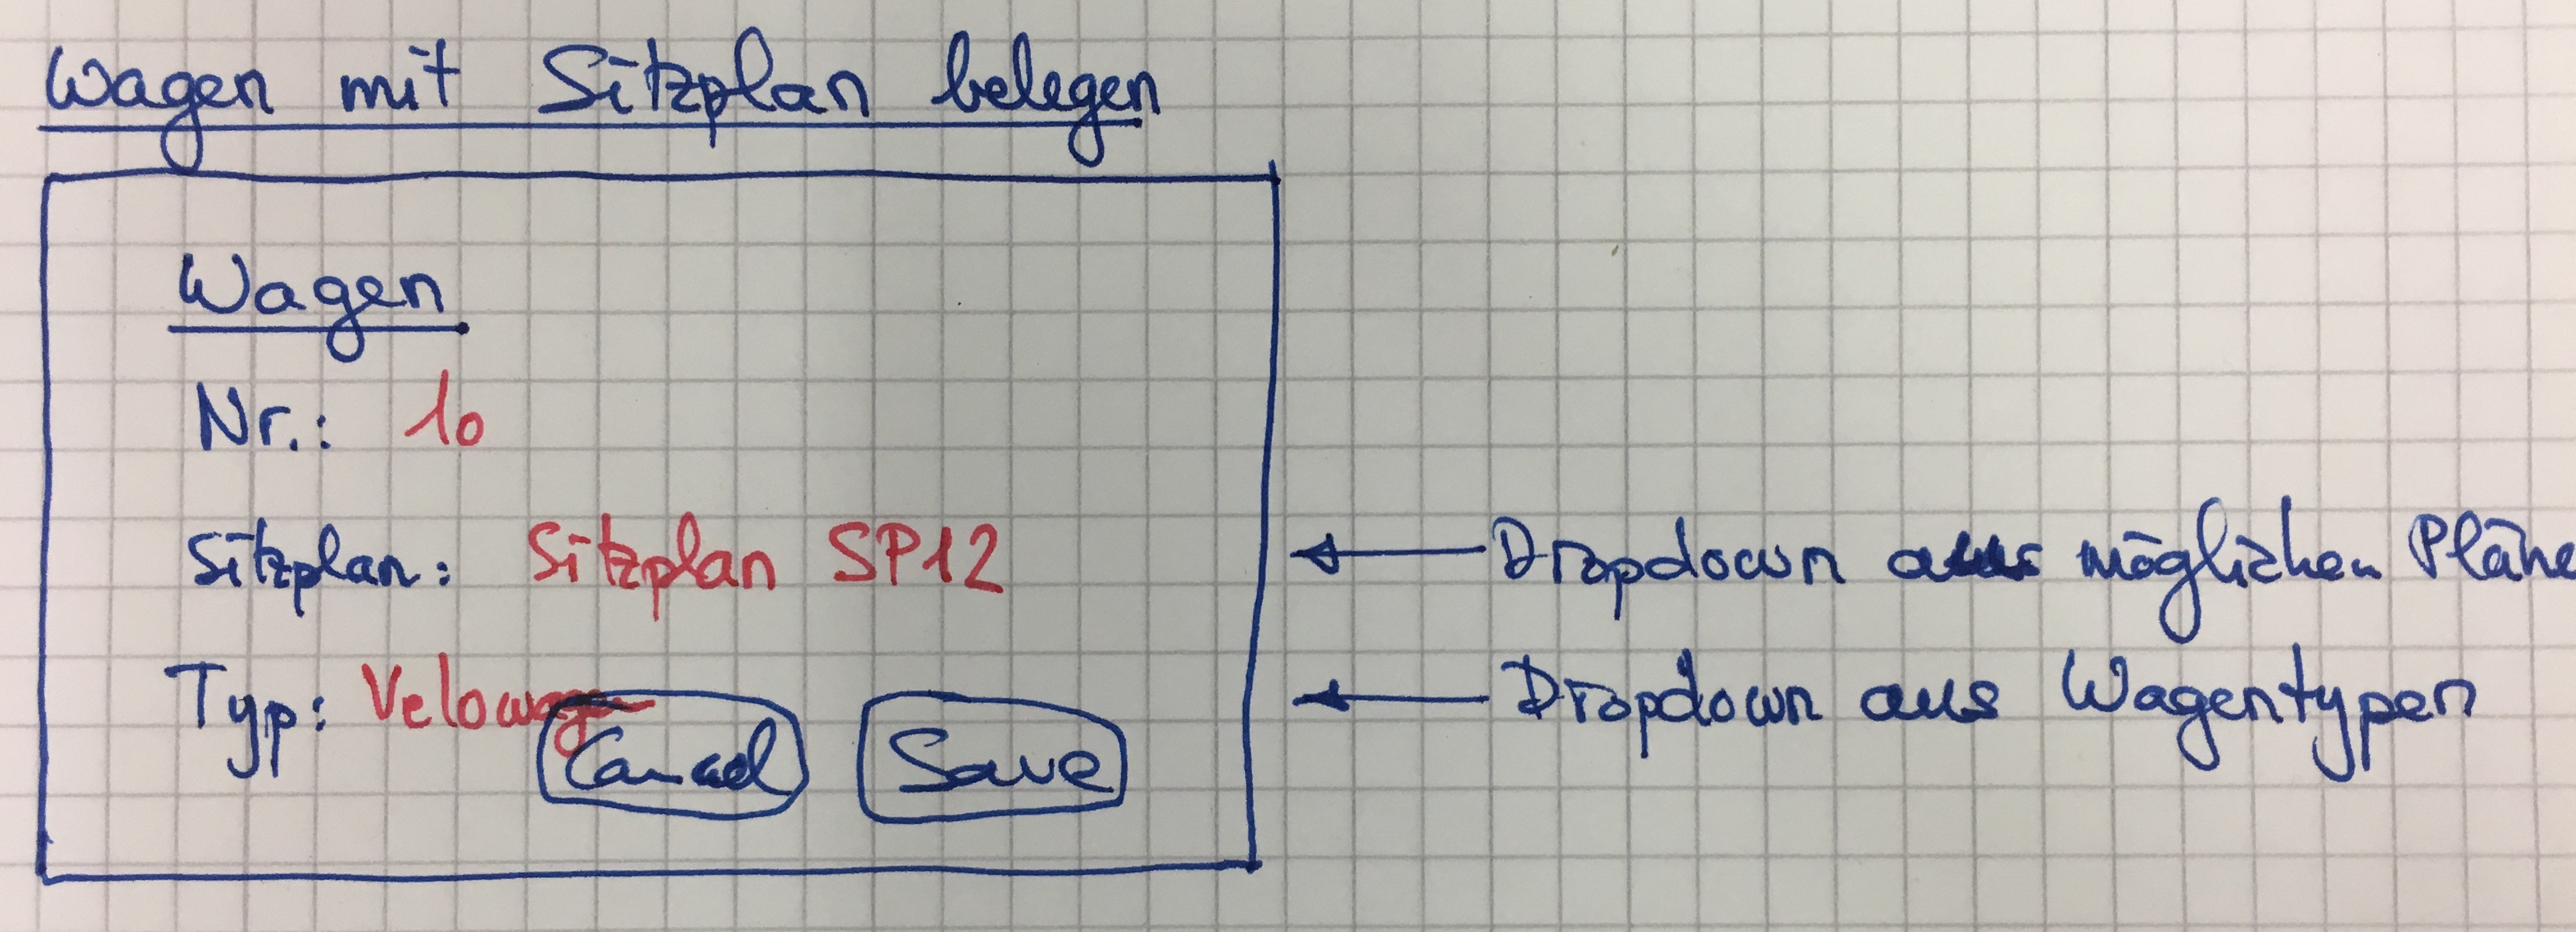 Wagen mit Sitzplan belegen
Wagen
Nr.: 10
Sitzplan: Sitzplan SP12
Dropdown aus möglichen Pläne
Typ: Velowagen
Dropdown aus Wagentypen
Cancel Save